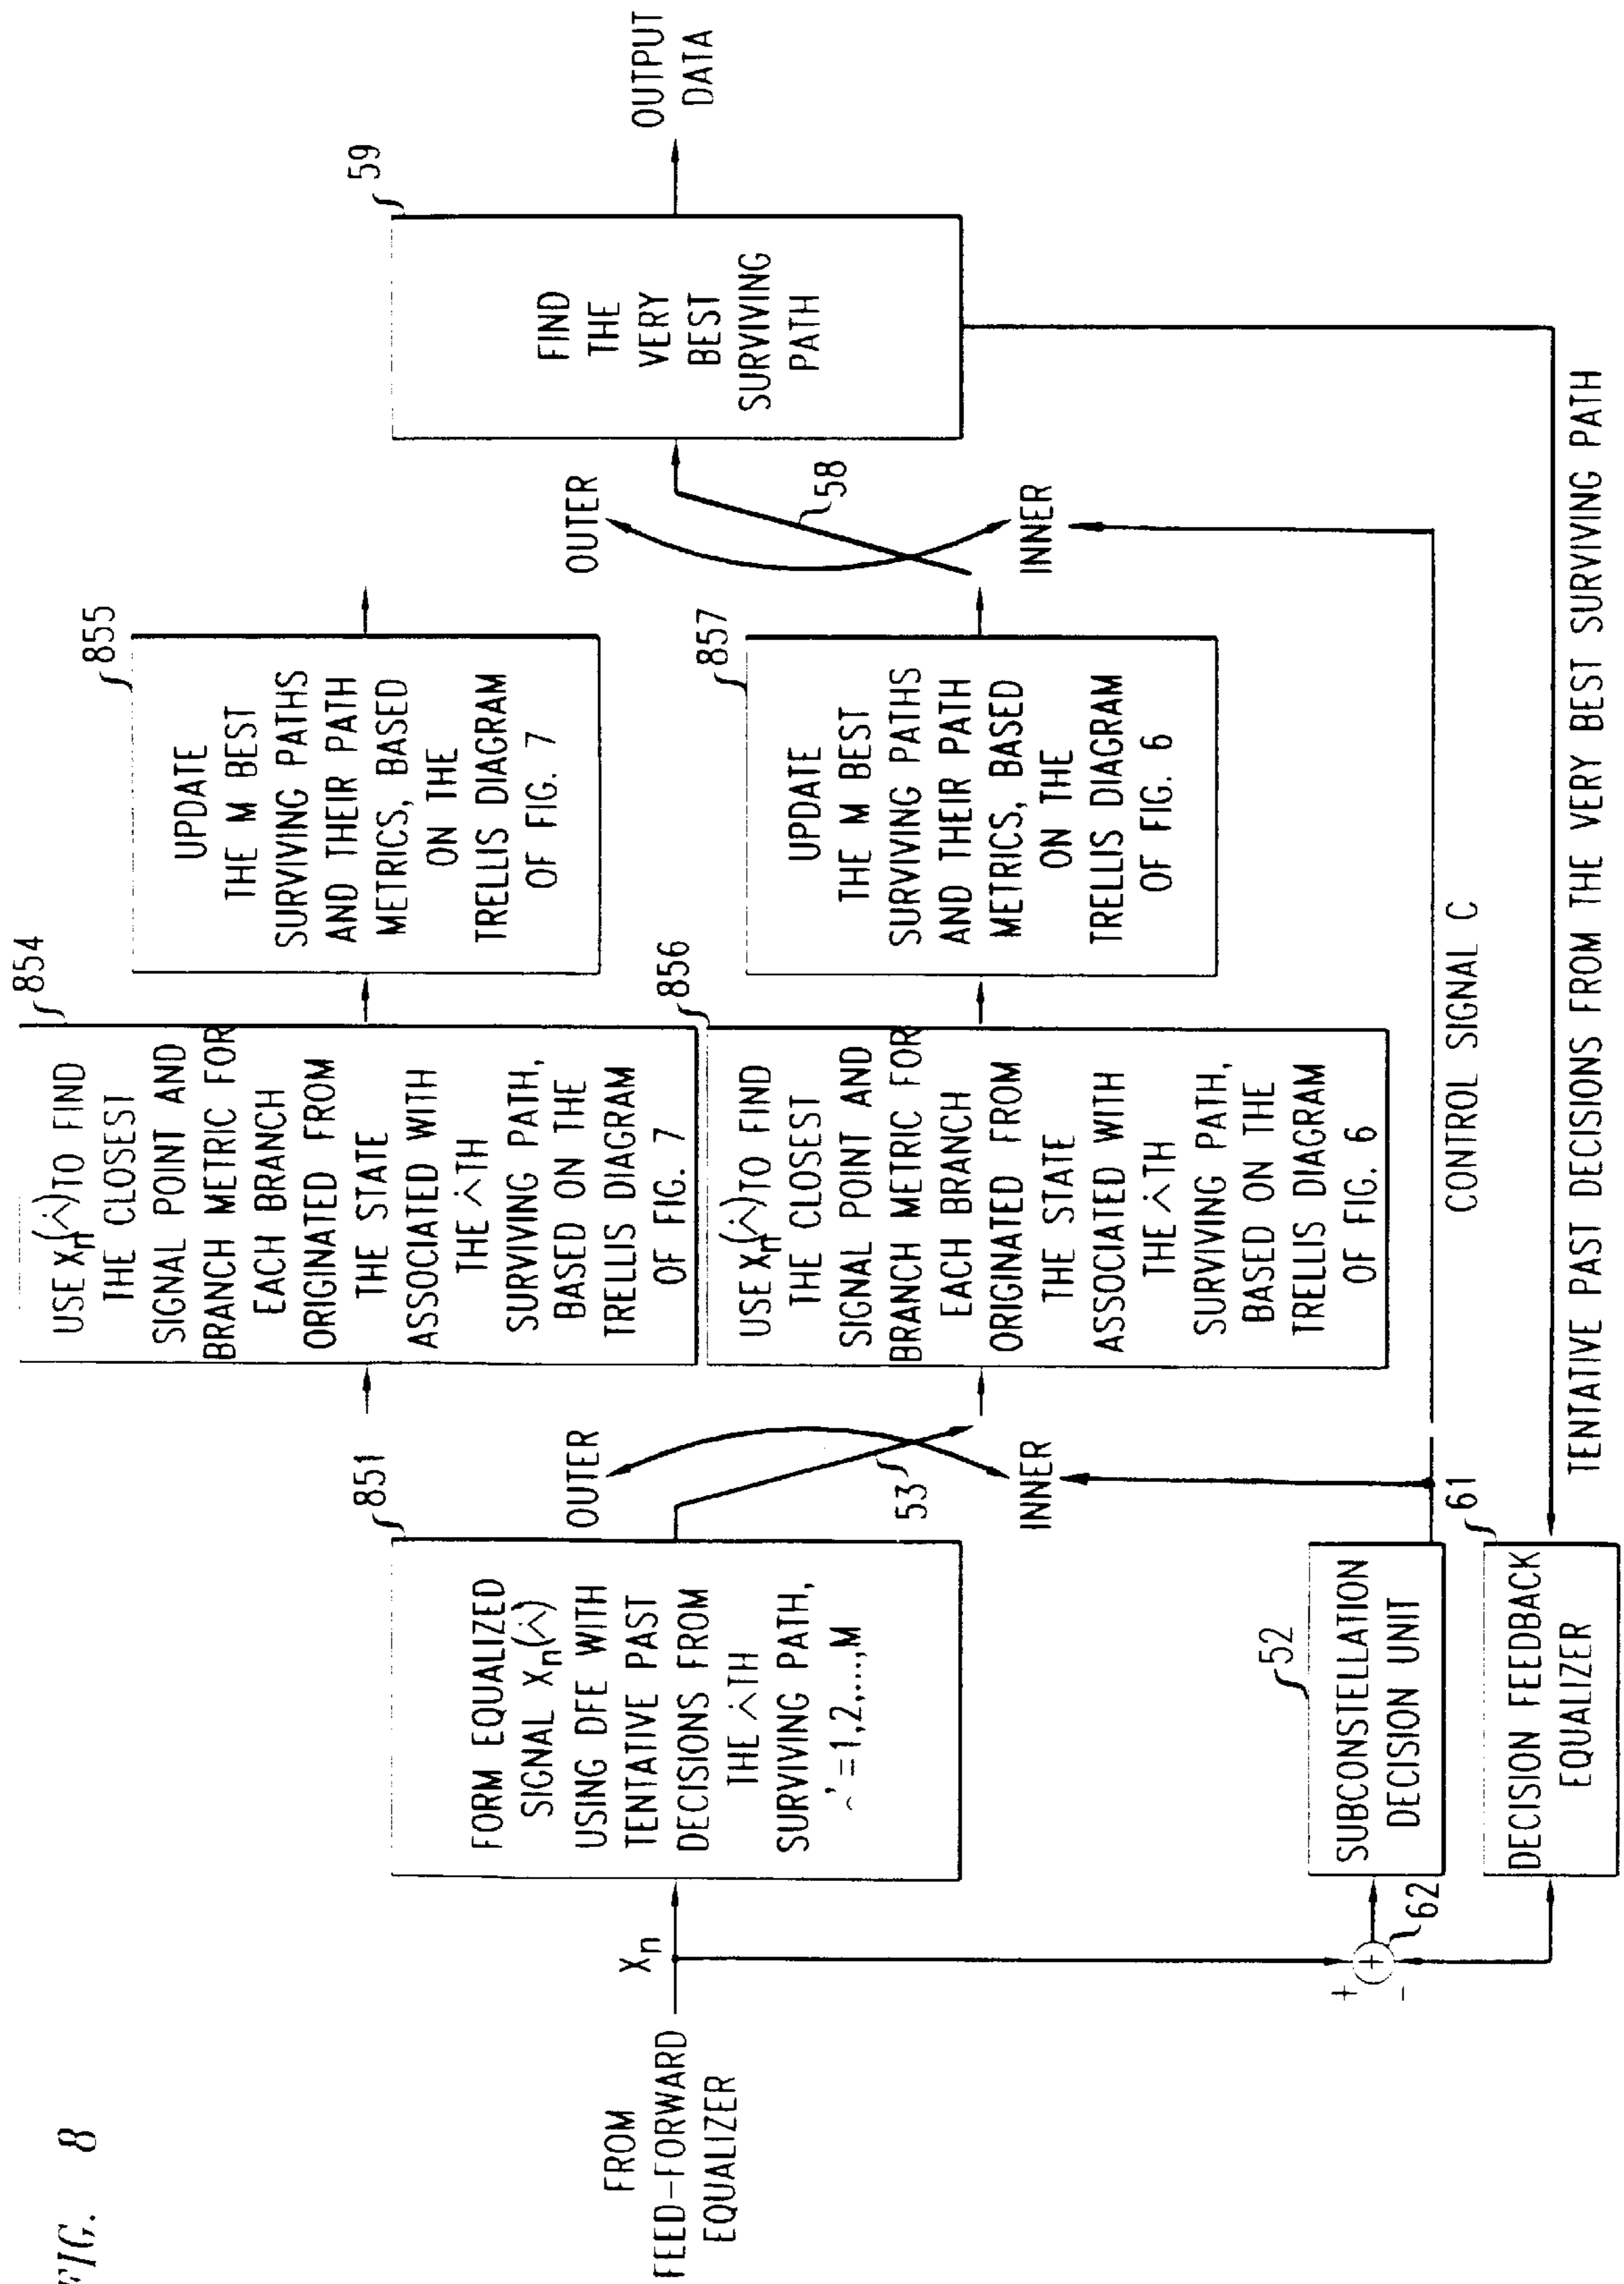 FIG. 8
FROM
FEED-FORWARD
EQUALIZER
Xn
851
FORM EQUALIZED
SIGNAL Xn(i)
USING DFE WITH
TENTATIVE PAST
DECISIONS FROM
THE i TH
SURVIVING PATH,
i=1,2,...,M
OUTER
53
INNER
854
USE Xn(i) TO FIND
THE CLOSEST
SIGNAL POINT AND
BRANCH METRIC FOR
EACH BRANCH
ORIGINATED FROM
THE STATE
ASSOCIATED WITH
THE i TH
SURVIVING PATH,
BASED ON THE
TRELLIS DIAGRAM
OF FIG. 7
855
UPDATE
THE M BEST
SURVIVING PATHS
AND THEIR PATH
METRICS, BASED
ON THE
TRELLIS DIAGRAM
OF FIG. 7
856
USE Xn(i) TO FIND
THE CLOSEST
SIGNAL POINT AND
BRANCH METRIC FOR
EACH BRANCH
ORIGINATED FROM
THE STATE
ASSOCIATED WITH
THE i TH
SURVIVING PATH,
BASED ON THE
TRELLIS DIAGRAM
OF FIG. 6
857
UPDATE
THE M BEST
SURVIVING PATHS
AND THEIR PATH
METRICS, BASED
ON THE
TRELLIS DIAGRAM
OF FIG. 6
OUTER
58
INNER
59
FIND
THE
VERY
BEST
SURVIVING
PATH
OUTPUT
DATA
+
+
-
62
52
SUBCONSTELLATION
DECISION UNIT
CONTROL SIGNAL C
61
DECISION FEEDBACK
EQUALIZER
TENTATIVE PAST DECISIONS FROM THE VERY BEST SURVIVING PATH